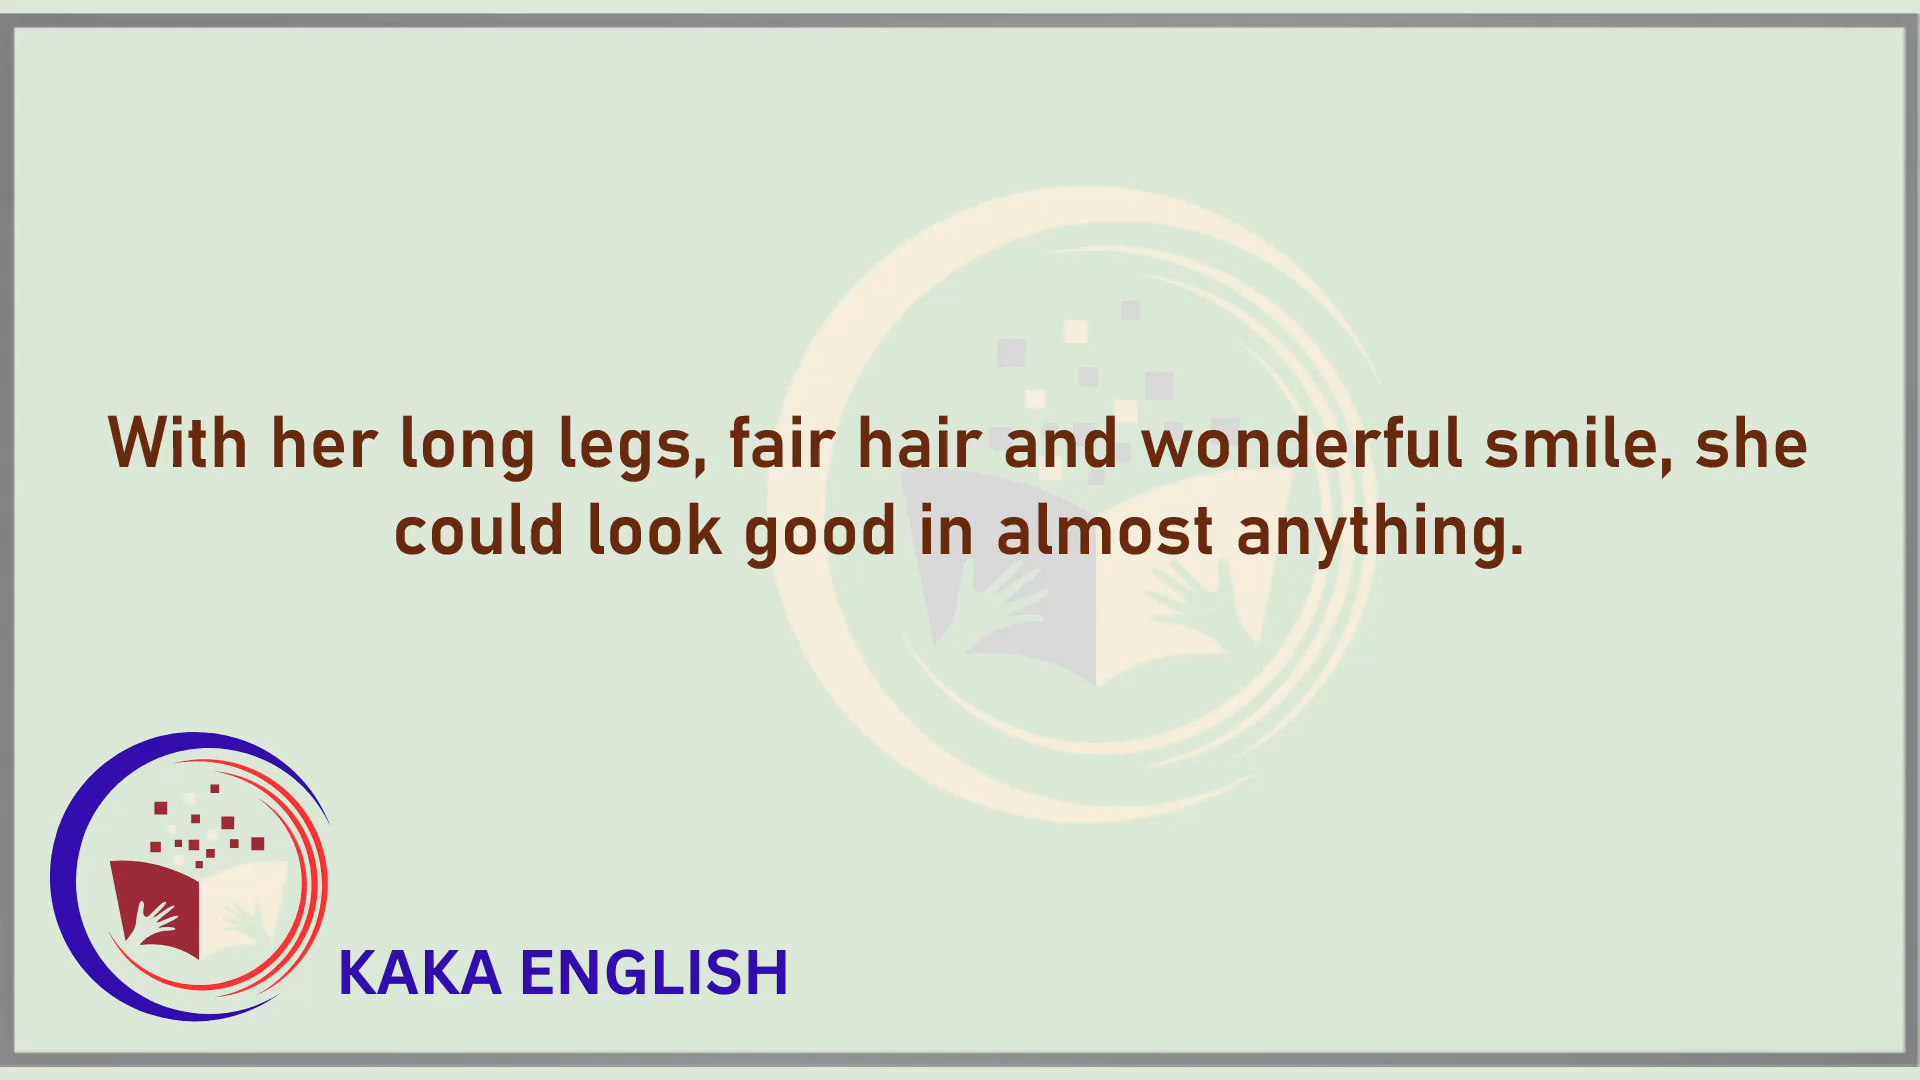 With her long legs, fair hair and wonderful smile, she
could look good in almost anything.
KAKA ENGLISH